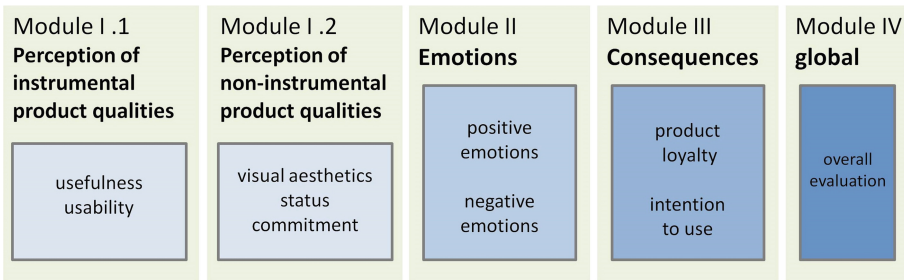 Module I .1
Perception of
instrumental
product qualities
usefulness
usability
Module I .2
Perception of
non-instrumental
product qualities
visual aesthetics
status
commitment
Module II
Emotions
positive
emotions
negative
emotions
Module III
Consequences
product
loyalty
intention
to use
Module IV
global
overall
evaluation